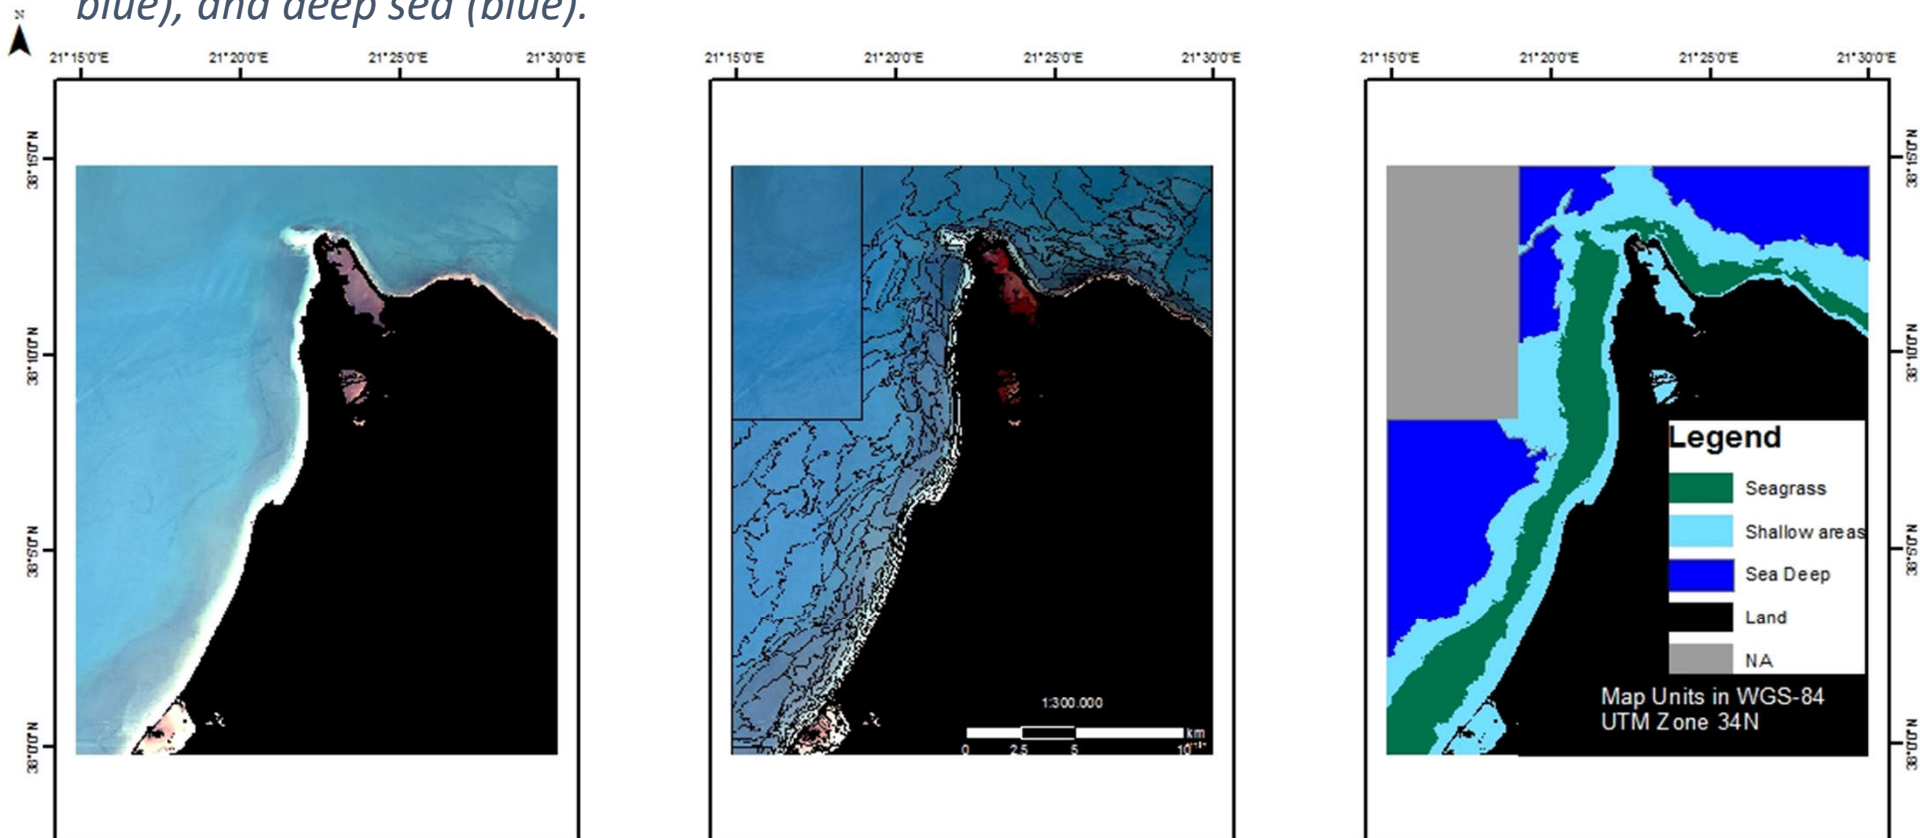 blue), and deep sea (blue).
N
21°15'0"E 21°20'0"E 21°25'0"E 21°30'0"E
21°15'0"E 21°20'0"E 21°25'0"E 21°30'0"E
21°15'0"E 21°20'0"E 21°25'0"E 21°30'0"E
38°15'0"N
38°10'0"N
38°5'0"N
38°0'0"N
1:300.000
km
0 2.5 5 10
Legend
Seagrass
Shallow areas
Sea Deep
Land
NA
Map Units in WGS-84
UTM Zone 34N
38°15'0"N
38°10'0"N
38°5'0"N
38°0'0"N